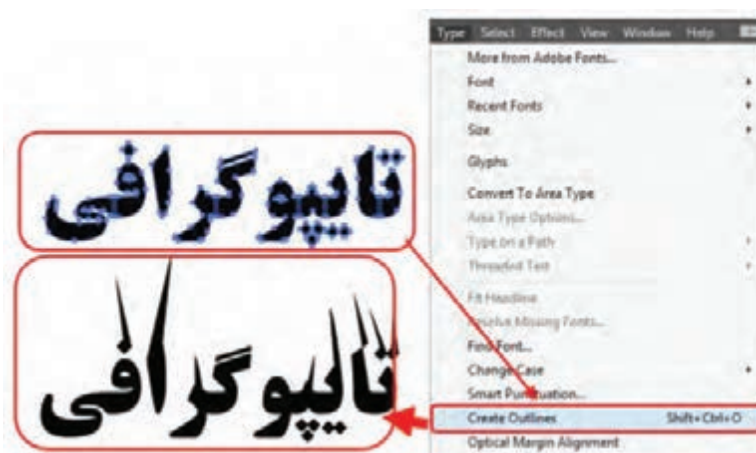 Type Select Effect View Window Help
More from Adobe Fonts...
Font
Recent Fonts
Size
Glyphs
Convert To Area Type
Area Type Options...
Type on a Path
Threaded Text
Fit Headline
Resolve Missing Fonts...
Find Font...
Change Case
Smart Punctuation...
Create Outlines Shift+Ctrl+O
Optical Margin Alignment
تایپوگرافی
تایپوگرافی